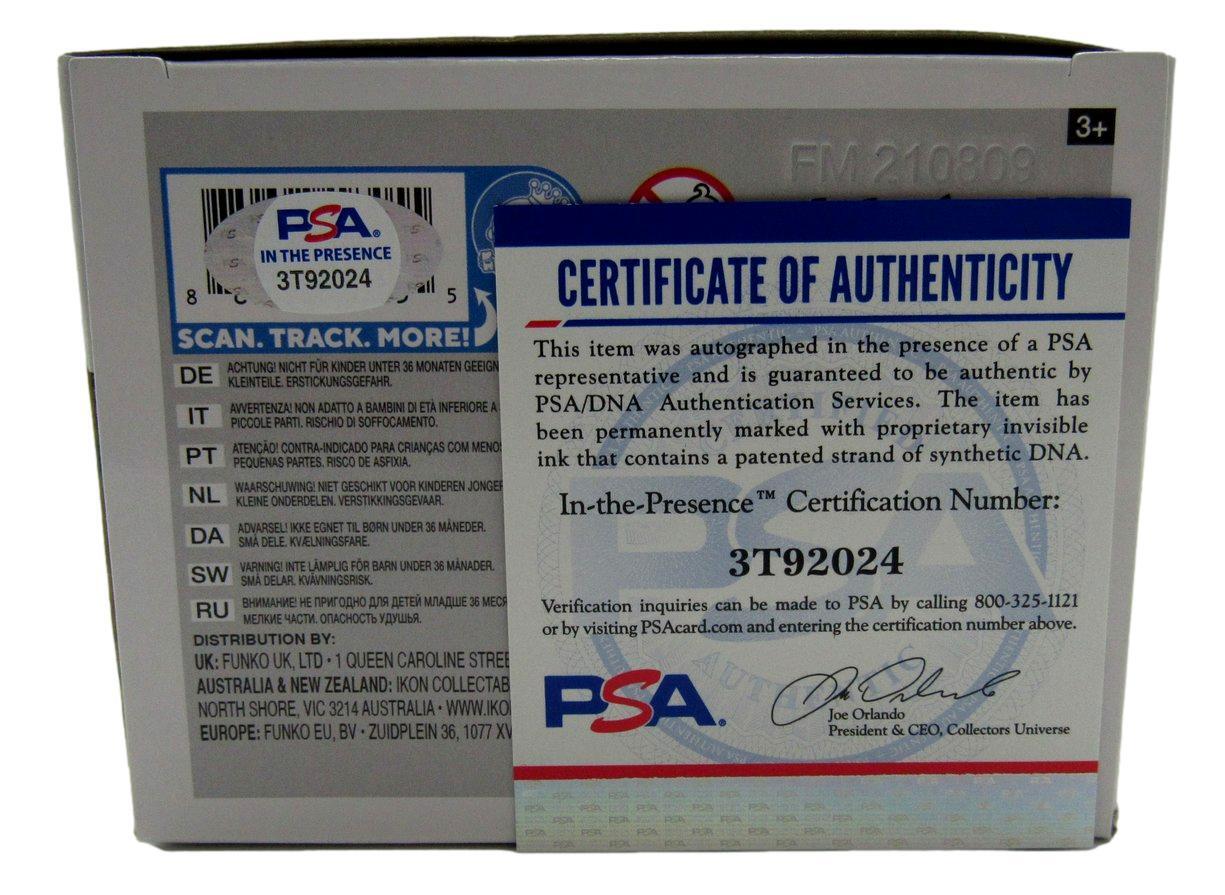 3+
FM 210809
PSA
IN THE PRESENCE
3T92024
8 5
SCAN. TRACK. MORE!
DE ACHTUNG! NICHT FÜR KINDER UNTER 36 MONATEN GEEIGN
KLEINTEILE. ERSTICKUNGSGEFAHR.
IT AVVERTENZA! NON ADATTO A BAMBINI DI ETÀ INFERIORE A
PICCOLE PARTI. RISCHIO DI SOFFOCAMENTO.
PT ATENÇÃO! CONTRA-INDICADO PARA CRIANÇAS COM MENOS
PEQUENAS PARTES. RISCO DE ASFIXIA.
NL WAARSCHUWING! NIET GESCHIKT VOOR KINDEREN JONGER
KLEINE ONDERDELEN. VERSTIKKINGSGEVAAR.
DA ADVARSEL! IKKE EGNET TIL BØRN UNDER 36 MÅNEDER.
SMÅ DELE. KVÆLNINGSFARE.
SW VARNING! INTE LÄMPLIG FÖR BARN UNDER 36 MÅNADER.
SMÅ DELAR. KVÄVNINGSRISK.
RU ВНИМАНИЕ! НЕ ПРИГОДНО ДЛЯ ДЕТЕЙ МЛАДШЕ 36 МЕСЯ
МЕЛКИЕ ЧАСТИ. ОПАСНОСТЬ УДУШЬЯ.
DISTRIBUTION BY:
UK: FUNKO UK, LTD • 1 QUEEN CAROLINE STREE
AUSTRALIA & NEW ZEALAND: IKON COLLECTAB
NORTH SHORE, VIC 3214 AUSTRALIA • WWW.IKO
EUROPE: FUNKO EU, BV • ZUIDPLEIN 36, 1077 XV
CERTIFICATE OF AUTHENTICITY
This item was autographed in the presence of a PSA
representative and is guaranteed to be authentic by
PSA/DNA Authentication Services. The item has
been permanently marked with proprietary invisible
ink that contains a patented strand of synthetic DNA.
In-the-Presence™ Certification Number:
3T92024
Verification inquiries can be made to PSA by calling 800-325-1121
or by visiting PSAcard.com and entering the certification number above.
PSA
Joe Orlando
President & CEO, Collectors Universe